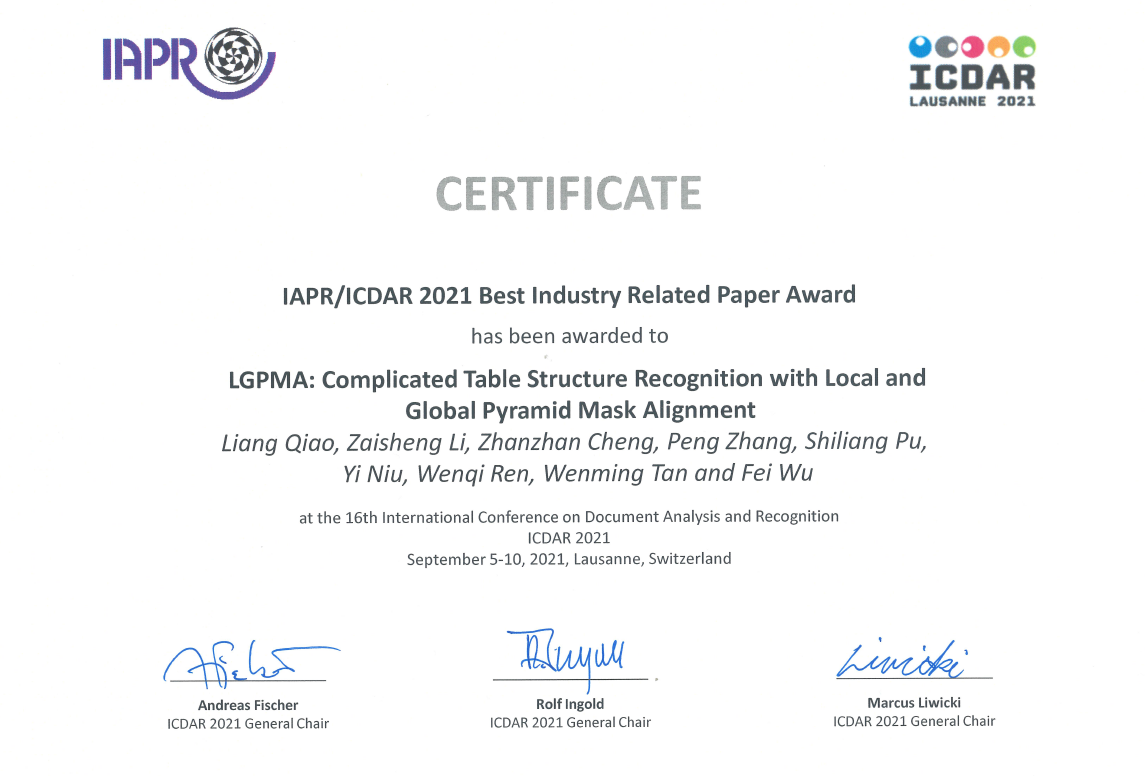 IAPR
ICDAR
LAUSANNE 2021
CERTIFICATE
IAPR/ICDAR 2021 Best Industry Related Paper Award
has been awarded to
LGPMA: Complicated Table Structure Recognition with Local and
Global Pyramid Mask Alignment
Liang Qiao, Zaisheng Li, Zhanzhan Cheng, Peng Zhang, Shiliang Pu,
Yi Niu, Wenqi Ren, Wenming Tan and Fei Wu
at the 16th International Conference on Document Analysis and Recognition
ICDAR 2021
September 5-10, 2021, Lausanne, Switzerland
Liwicki
Andreas Fischer
ICDAR 2021 General Chair
Rolf Ingold
ICDAR 2021 General Chair
Marcus Liwicki
ICDAR 2021 General Chair